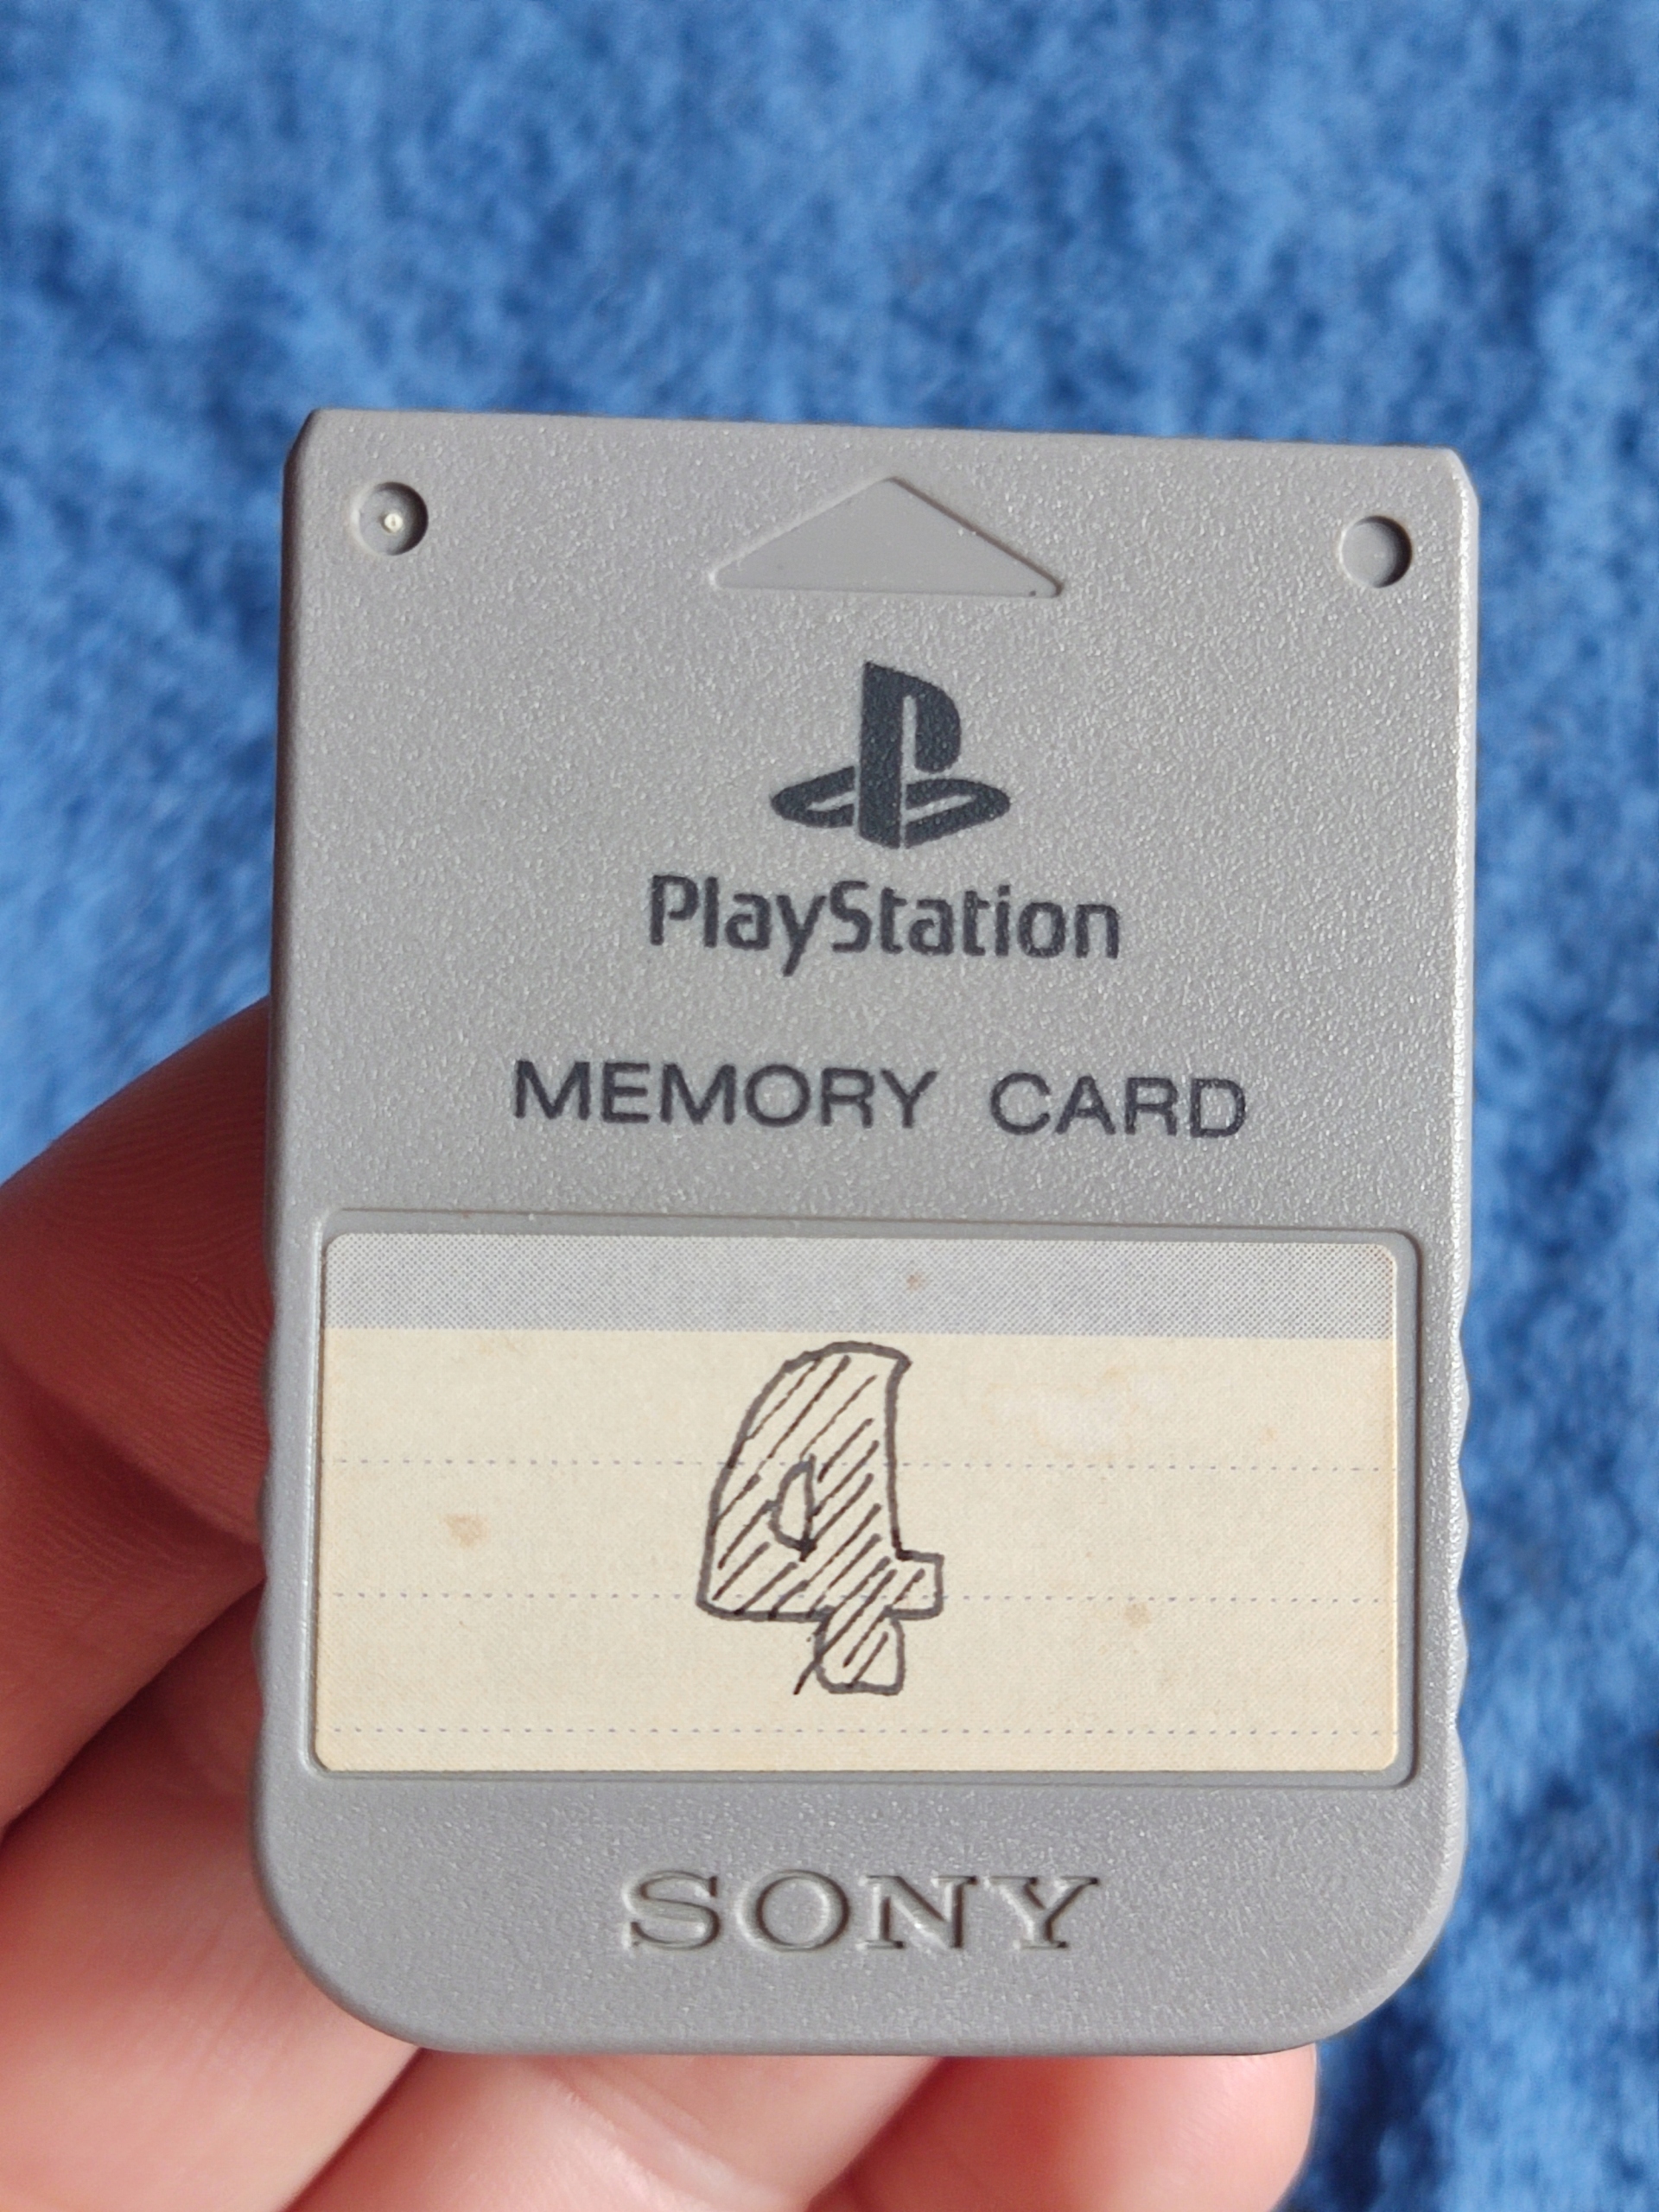 PlayStation
MEMORY CARD
4
SONY